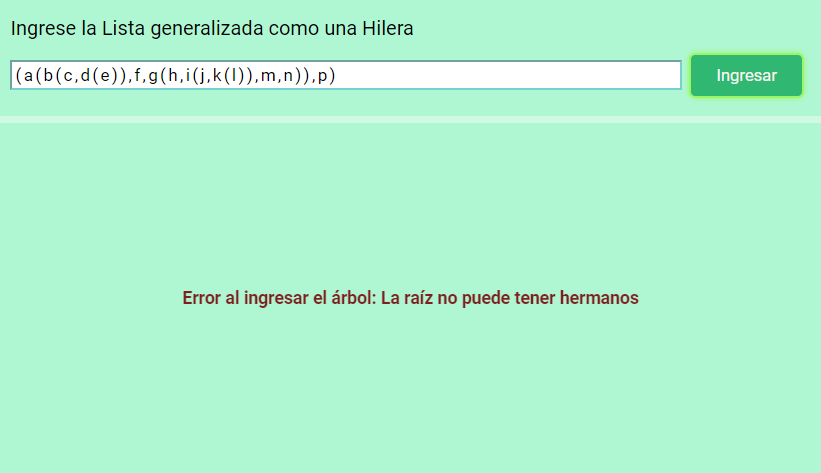 Ingrese la Lista generalizada como una Hilera
(a(b(c,d(e)),f,g(h,i(j,k(l)),m,n)),p)
Ingresar
Error al ingresar el árbol: La raíz no puede tener hermanos